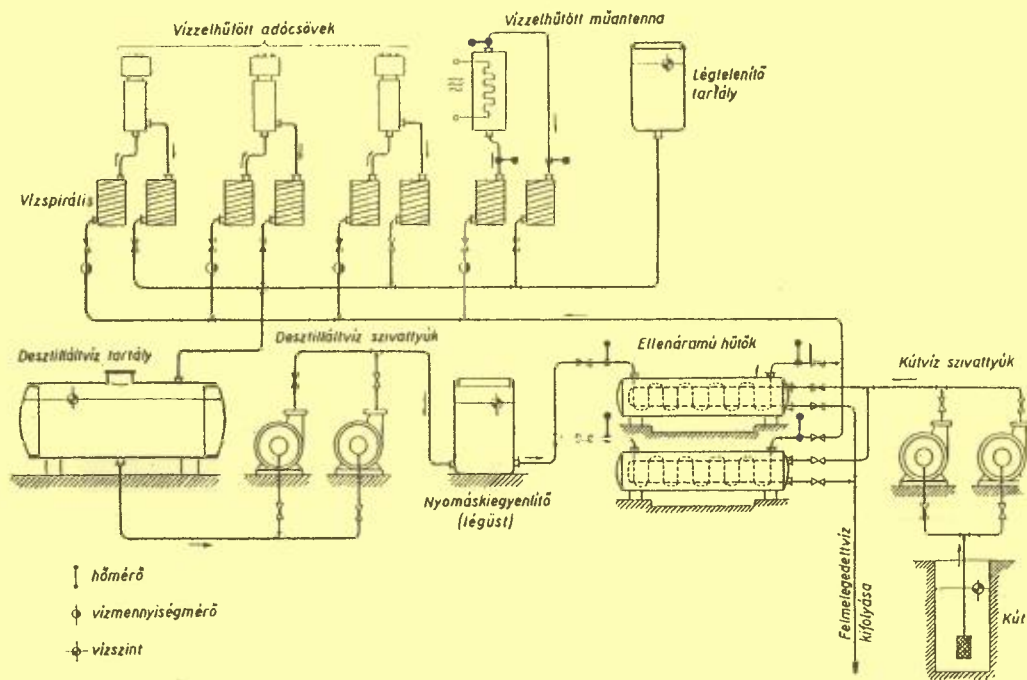 Vízzelhűtött adócsövek
Vízzelhűtött műantenna
Légtelenítő
tartály
Vízspirális
Desztilláltvíz tartály
Desztilláltvíz szivattyúk
Ellenáramú hűtők
Kútvíz szivattyúk
Nyomáskiegyenlítő
(légüst)
hőmérő
vízmennyiségmérő
vízszint
Felmelegedettvíz
kifolyása
Kút